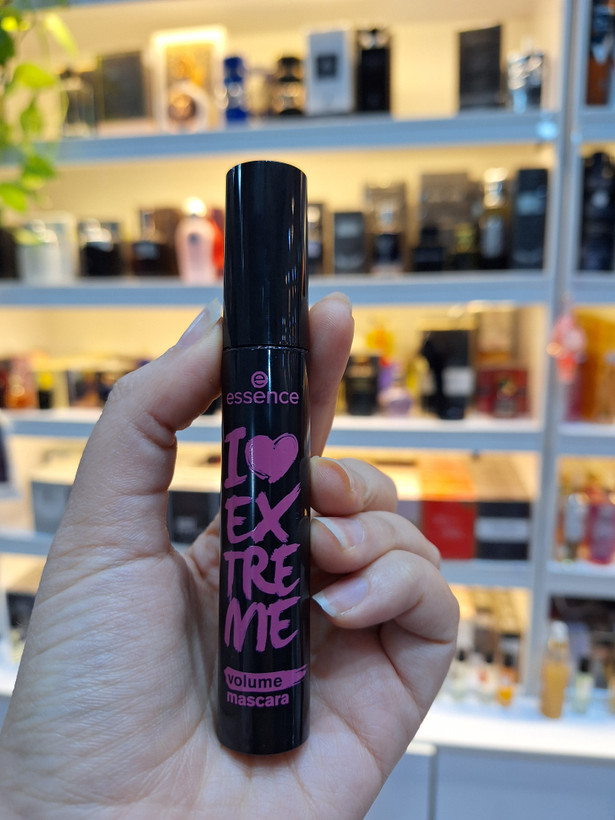 e
essence
I♥
EX
TRE
ME
volume
mascara